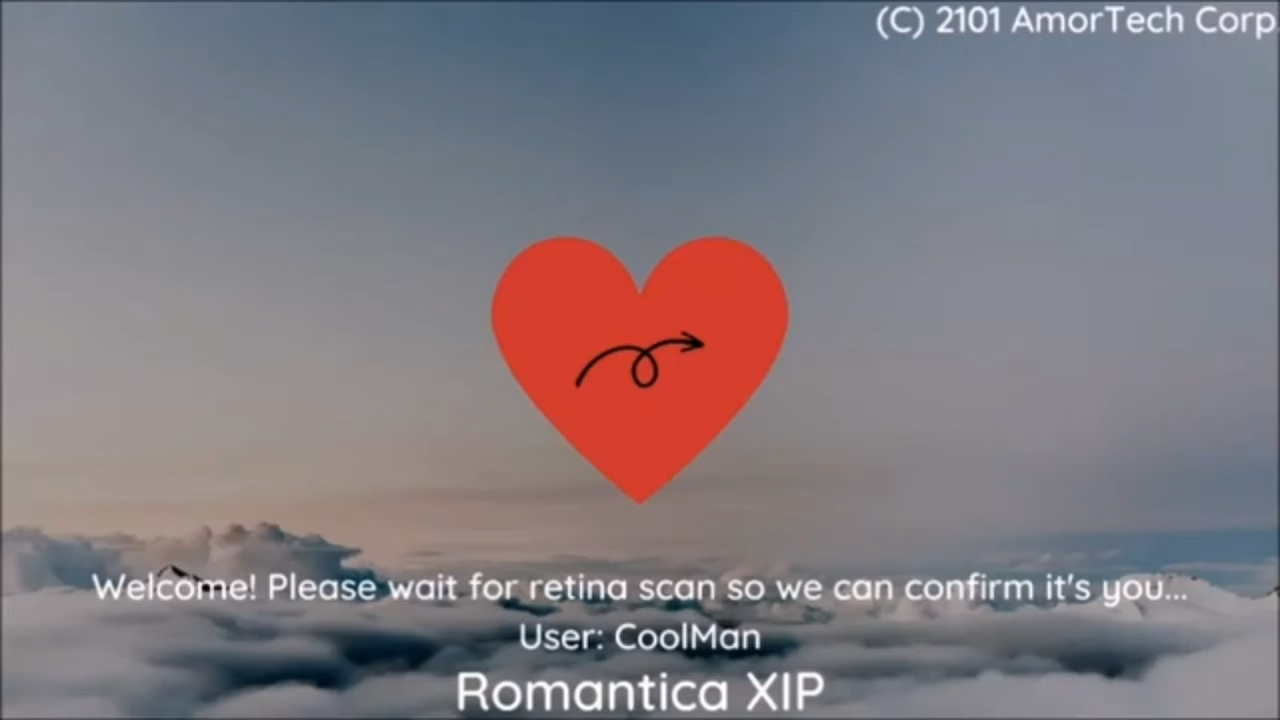 (C) 2101 AmorTech Corp.
Welcome! Please wait for retina scan so we can confirm it's you...
User: CoolMan
Romantica XIP